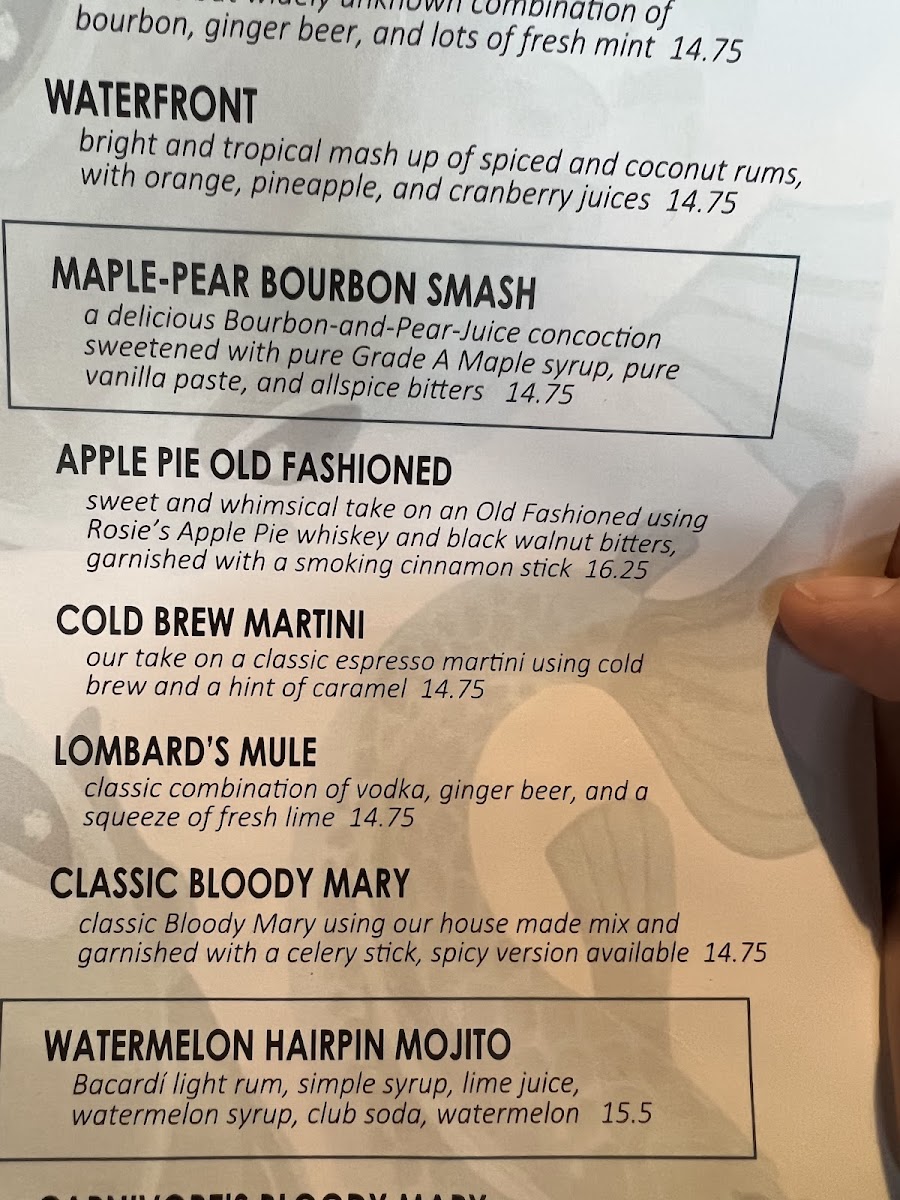 widely unknown combination of
bourbon, ginger beer, and lots of fresh mint 14.75
WATERFRONT
bright and tropical mash up of spiced and coconut rums,
with orange, pineapple, and cranberry juices 14.75
MAPLE-PEAR BOURBON SMASH
a delicious Bourbon-and-Pear-Juice concoction
sweetened with pure Grade A Maple syrup, pure
vanilla paste, and allspice bitters 14.75
APPLE PIE OLD FASHIONED
sweet and whimsical take on an Old Fashioned using
Rosie's Apple Pie whiskey and black walnut bitters,
garnished with a smoking cinnamon stick 16.25
COLD BREW MARTINI
our take on a classic espresso martini using cold
brew and a hint of caramel 14.75
LOMBARD'S MULE
classic combination of vodka, ginger beer, and a
squeeze of fresh lime 14.75
CLASSIC BLOODY MARY
classic Bloody Mary using our house made mix and
garnished with a celery stick, spicy version available 14.75
WATERMELON HAIRPIN MOJITO
Bacardí light rum, simple syrup, lime juice,
watermelon syrup, club soda, watermelon 15.5
CARNIVORE'S BLOODY MARY